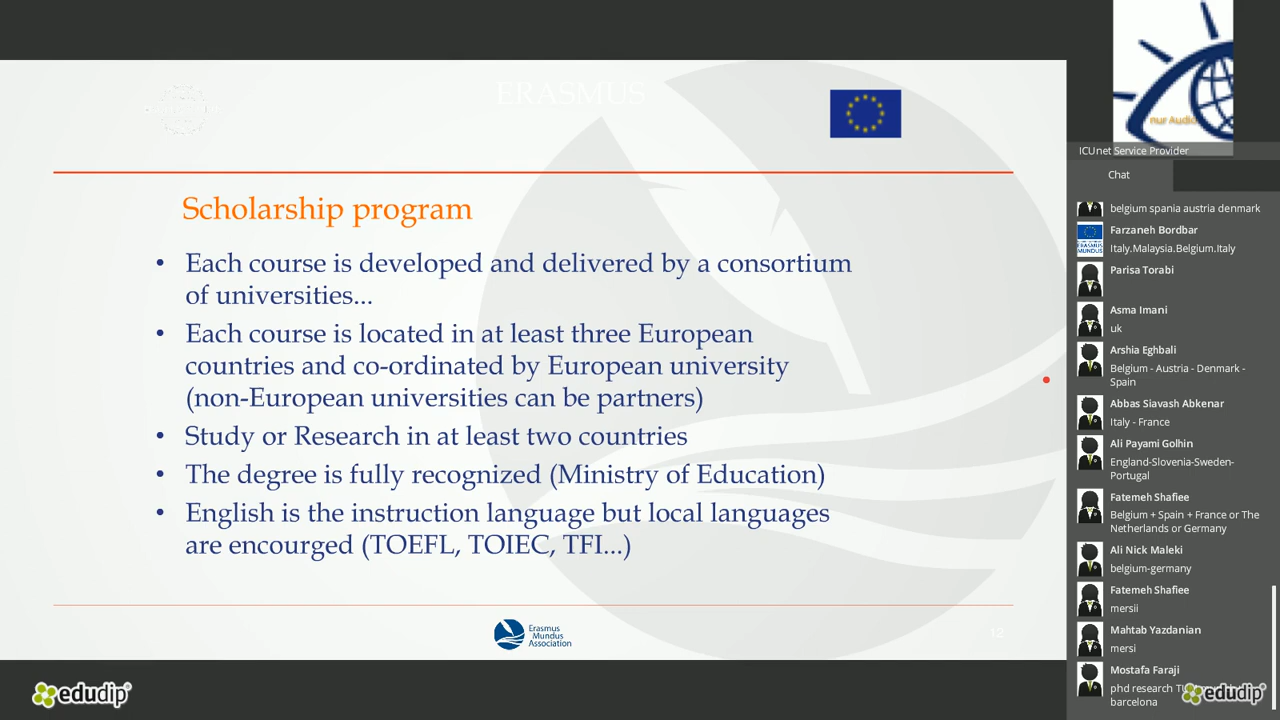 ERASMUS
Scholarship program
• Each course is developed and delivered by a consortium
of universities...
• Each course is located in at least three European
countries and co-ordinated by European university
(non-European universities can be partners)
• Study or Research in at least two countries
• The degree is fully recognized (Ministry of Education)
• English is the instruction language but local languages
are encourged (TOEFL, TOIEC, TFI...)
Erasmus
Mundus
Association
12
edudip
nur Audio
ICUnet Service Provider
Chat
belgium spania austria denmark
Farzaneh Bordbar
Italy.Malaysia.Belgium.Italy
ERASMUS
MUNDUS
Parisa Torabi
Asma Imani
uk
Arshia Eghbali
Belgium - Austria - Denmark -
Spain
Abbas Siavash Abkenar
Italy - France
Ali Payami Golhin
England-Slovenia-Sweden-
Portugal
Fatemeh Shafiee
Belgium + Spain + France or The
Netherlands or Germany
Ali Nick Maleki
belgium-germany
Fatemeh Shafiee
mersii
Mahtab Yazdanian
mersi
Mostafa Faraji
phd research
barcelona
edudip